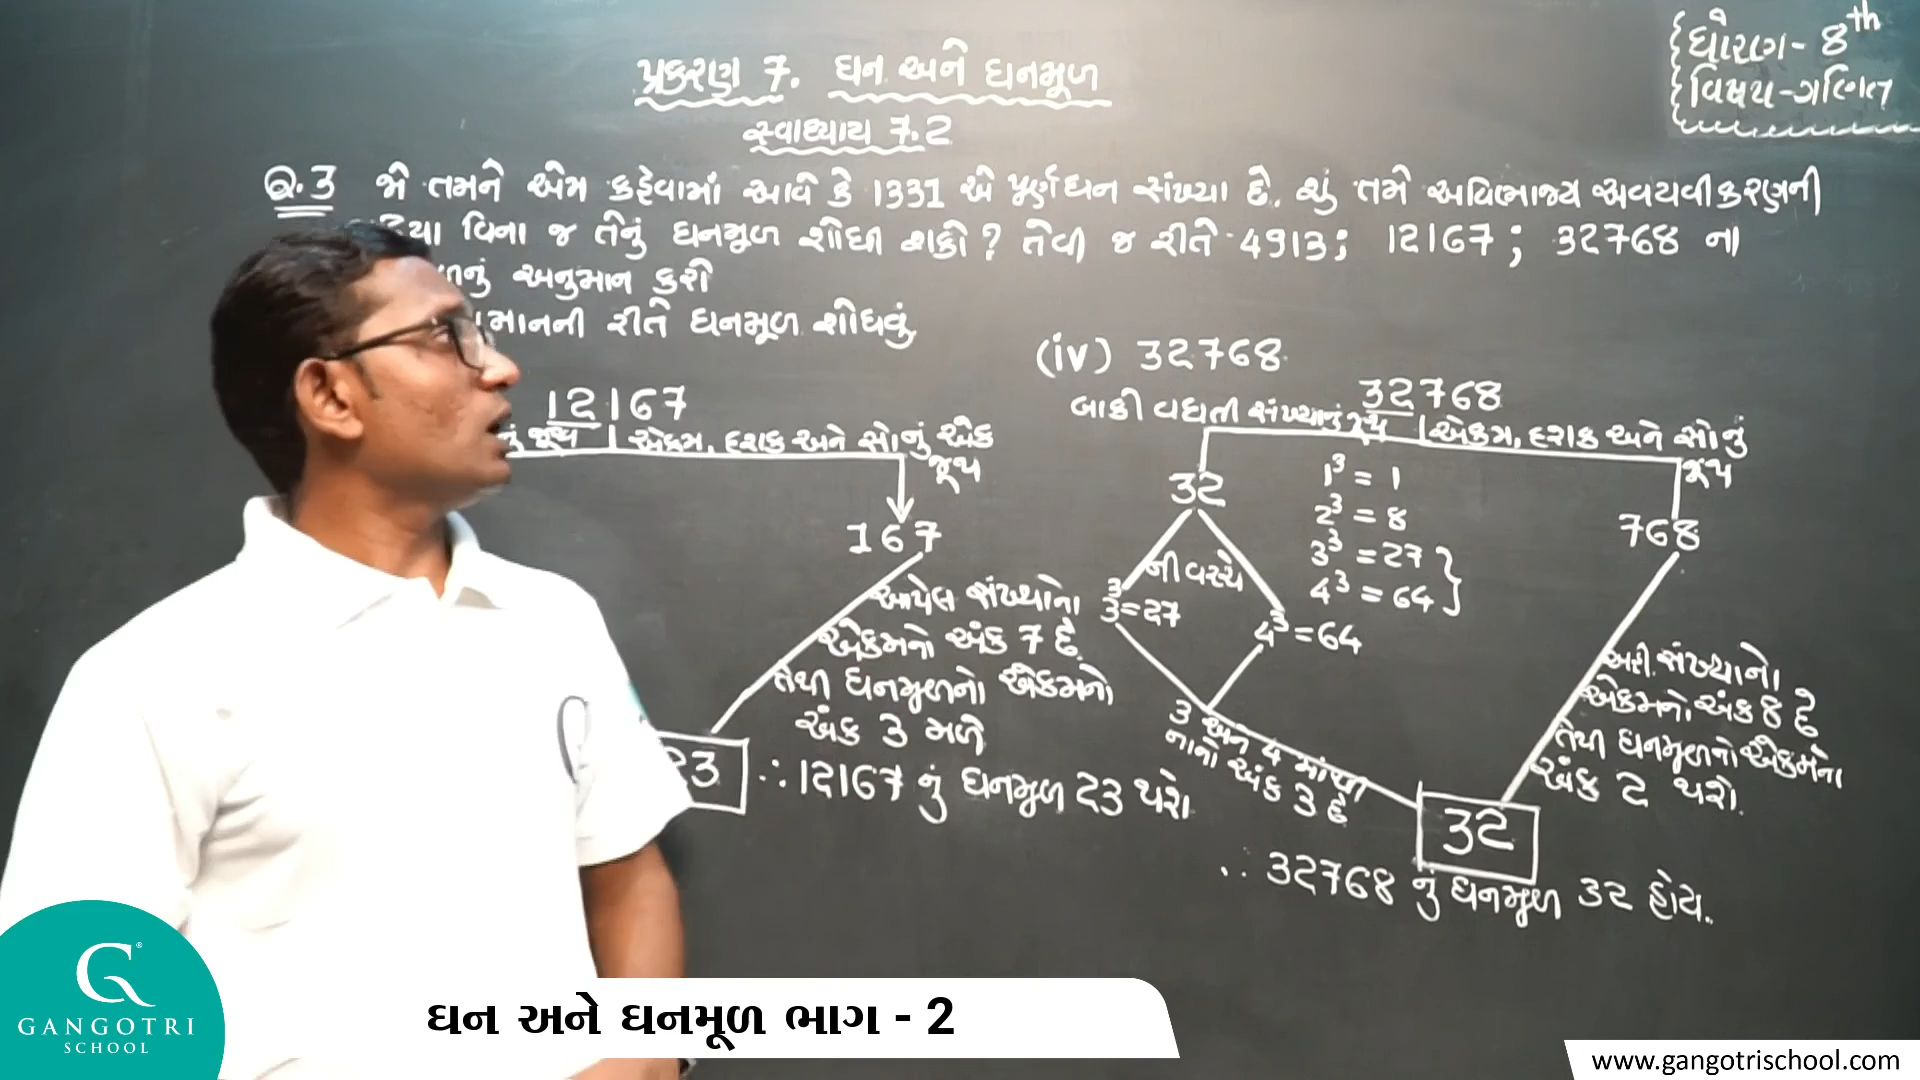 ધોરણ - 8th
વિષય - ગણિત
પ્રકરણ 7. ઘન અને ઘનમૂળ
સ્વાધ્યાય 7.2
Q.3 જો તમને એમ કહેવામાં આવે કે 1331 એ પૂર્ણઘન સંખ્યા છે. શું તમે અવિભાજ્ય અવયવીકરણની
વિના જ તેનું ઘનમૂળ શોધી શકો ? તેવી જ રીતે 4913; 12167; 32768 ના
અનુમાન કરો
રીતે ઘનમૂળ શોધવું
12167
રૂપ | એકમ, દશક અને સોનું એક
રૂપ
167
આપેલ સંખ્યાનો
એકમનો અંક 7 છે
તેથી ઘનમૂળનો એકમનો
અંક 3 મળે
23
∴ 12167 નું ઘનમૂળ 23 થશે.
(iv) 32768
32768
બાકી વધતી સંખ્યાનું રૂપ | એકમ, દશક અને સોનું
રૂપ
32
1³ = 1
2³ = 8
3³ = 27
4³ = 64
768
ની વચ્ચે
3³ = 27
4³ = 64
3 અને 4 માંથી
નાનો અંક 3 છે
સંખ્યાનો
એકમનો અંક 8 છે
તેથી ઘનમૂળનો એકમનો
અંક 2 થશે.
32
∴ 32768 નું ઘનમૂળ 32 હોય.
G
GANGOTRI
SCHOOL
ઘન અને ઘનમૂળ ભાગ - 2
www.gangotrischool.com